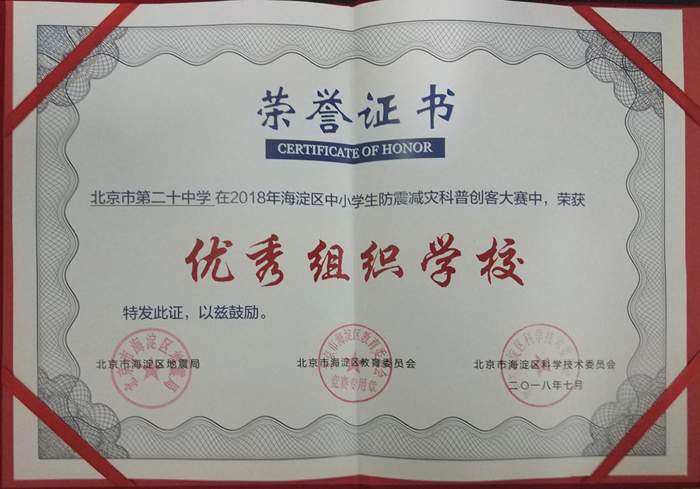 荣誉证书
CERTIFICATE OF HONOR
北京市第二十中学 在2018年海淀区中小学生防震减灾科普创客大赛中，荣获
优秀组织学校
特发此证，以兹鼓励。
北京市海淀区地震局 北京市海淀区教育委员会 北京市海淀区科学技术委员会
竞赛专用章
二〇一八年七月